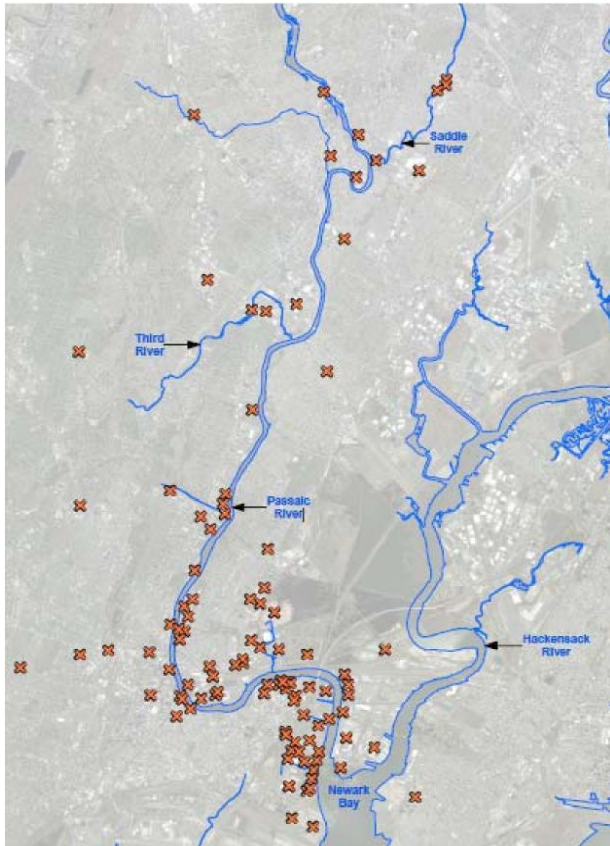 Saddle
River
Third
River
Passaic
River
Hackensack
River
Newark
Bay